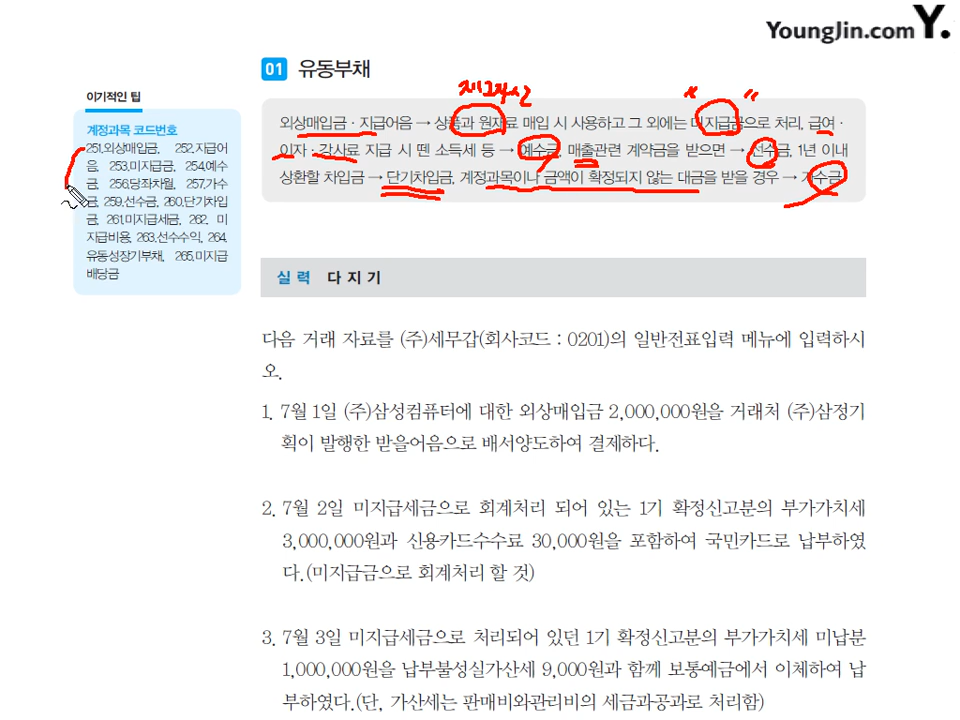 YoungJin.com Y.
01 유동부채
이기적인 팁
계정과목 코드번호
251.외상매입금, 252.지급어
음, 253.미지급금, 254.예수
금, 256.당좌차월, 257.가수
금, 259.선수금, 260.단기차입
금, 261.미지급세금, 262. 미
지급비용, 263.선수수익, 264.
유동성장기부채, 265.미지급
배당금
외상매입금·지급어음 → 상품과 원재료 매입 시 사용하고 그 외에는 미지급금으로 처리, 급여·
이자·강사료 지급 시 뗀 소득세 등 → 예수금, 매출관련 계약금을 받으면 → 선수금, 1년 이내
상환할 차입금 → 단기차입금, 계정과목이나 금액이 확정되지 않는 대금을 받을 경우 → 가수금
실력 다지기
다음 거래 자료를 (주)세무갑(회사코드 : 0201)의 일반전표입력 메뉴에 입력하시
오.
1. 7월 1일 (주)삼성컴퓨터에 대한 외상매입금 2,000,000원을 거래처 (주)삼정기
획이 발행한 받을어음으로 배서양도하여 결제하다.
2. 7월 2일 미지급세금으로 회계처리 되어 있는 1기 확정신고분의 부가가치세
3,000,000원과 신용카드수수료 30,000원을 포함하여 국민카드로 납부하였
다.(미지급금으로 회계처리 할 것)
3. 7월 3일 미지급세금으로 처리되어 있던 1기 확정신고분의 부가가치세 미납분
1,000,000원을 납부불성실가산세 9,000원과 함께 보통예금에서 이체하여 납
부하였다.(단, 가산세는 판매비와관리비의 세금과공과로 처리함)